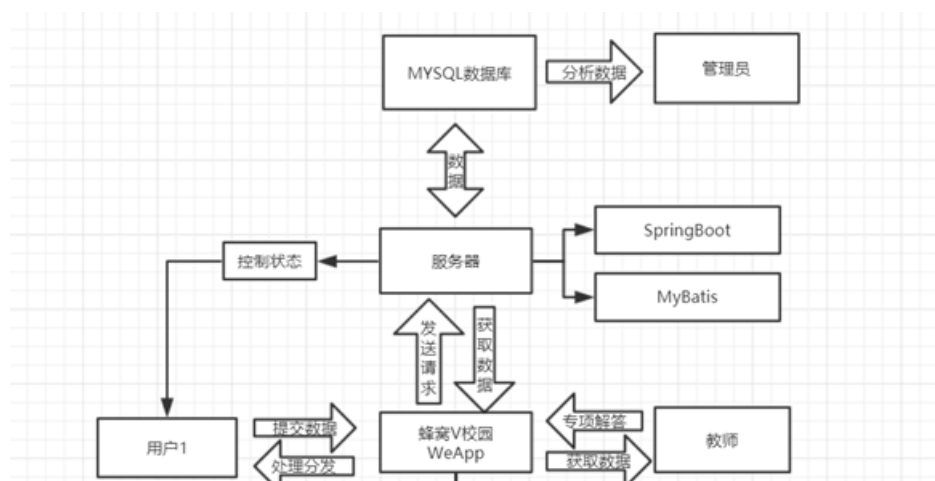 MYSQL数据库
分析数据
管理员
数据
SpringBoot
控制状态
服务器
MyBatis
发送请求
获取数据
提交数据
专项解答
用户1
蜂窝V校园
WeApp
教师
处理分发
获取数据